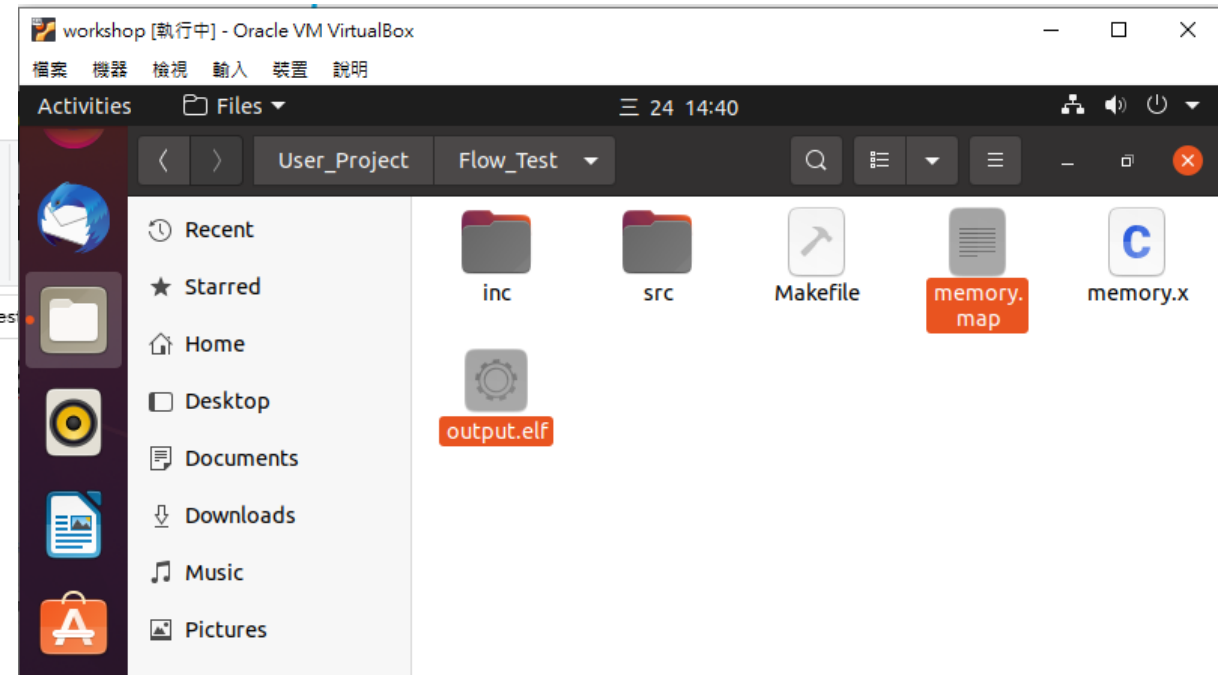 workshop [執行中] - Oracle VM VirtualBox
檔案 機器 檢視 輸入 裝置 說明
Activities Files 三 24 14:40
User_Project Flow_Test
Recent
Starred
Home
Desktop
Documents
Downloads
Music
Pictures
inc src Makefile memory. memory.x
map
output.elf